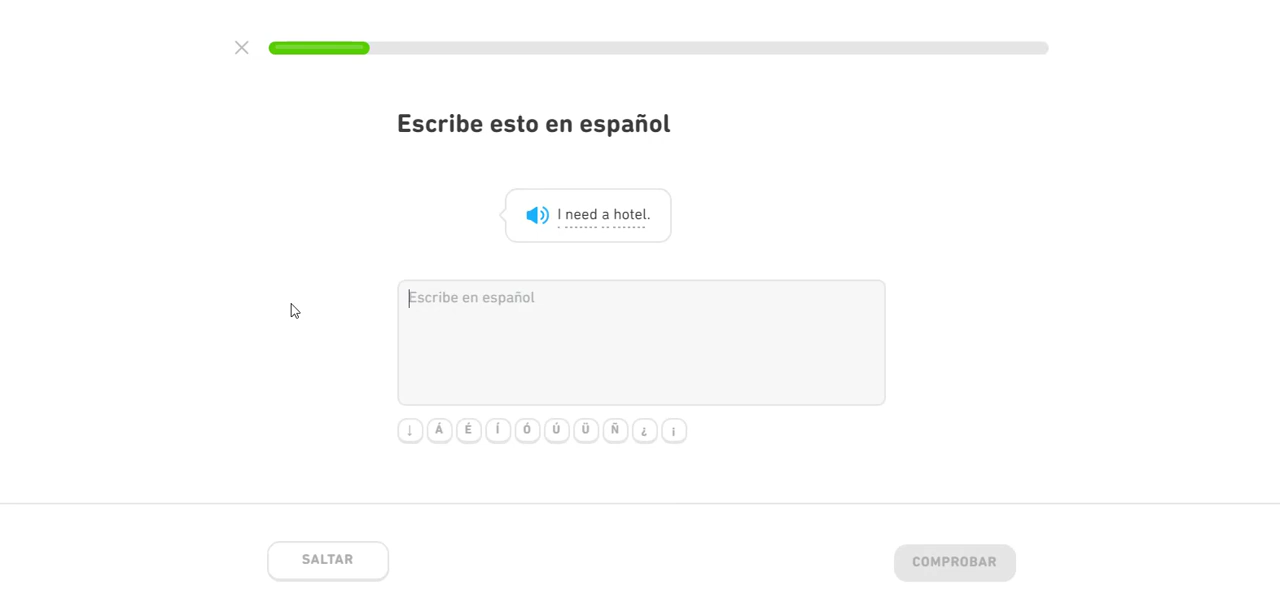 Escribe esto en español
I need a hotel.
Escribe en español
↓ Á É Í Ó Ú Ü Ñ ¿ ¡
SALTAR
COMPROBAR